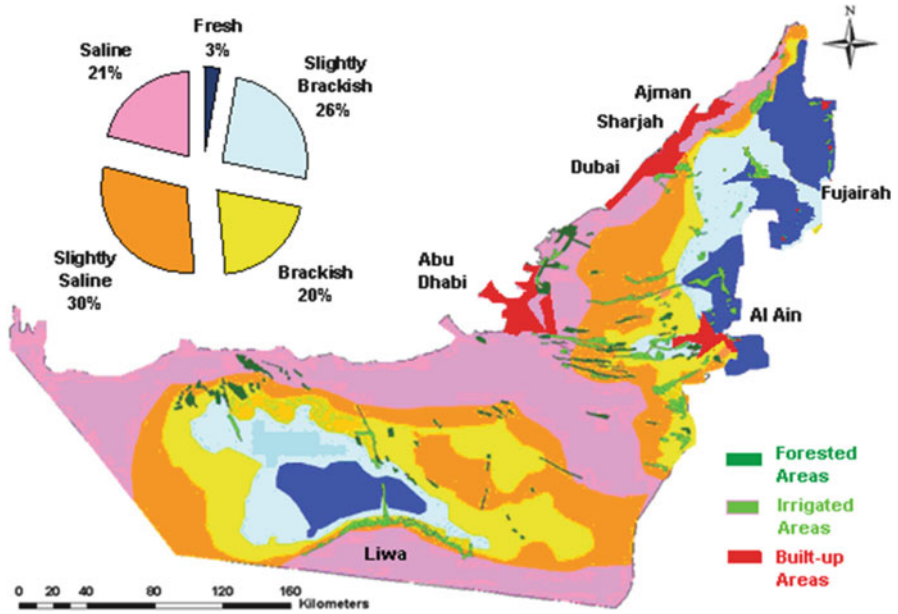 Fresh
3%
Saline
21%
Slightly
Brackish
26%
Slightly
Saline
30%
Brackish
20%
N
Ajman
Sharjah
Dubai
Fujairah
Abu
Dhabi
Al Ain
Liwa
Forested
Areas
Irrigated
Areas
Built-up
Areas
0 20 40 80 120 160
Kilometers